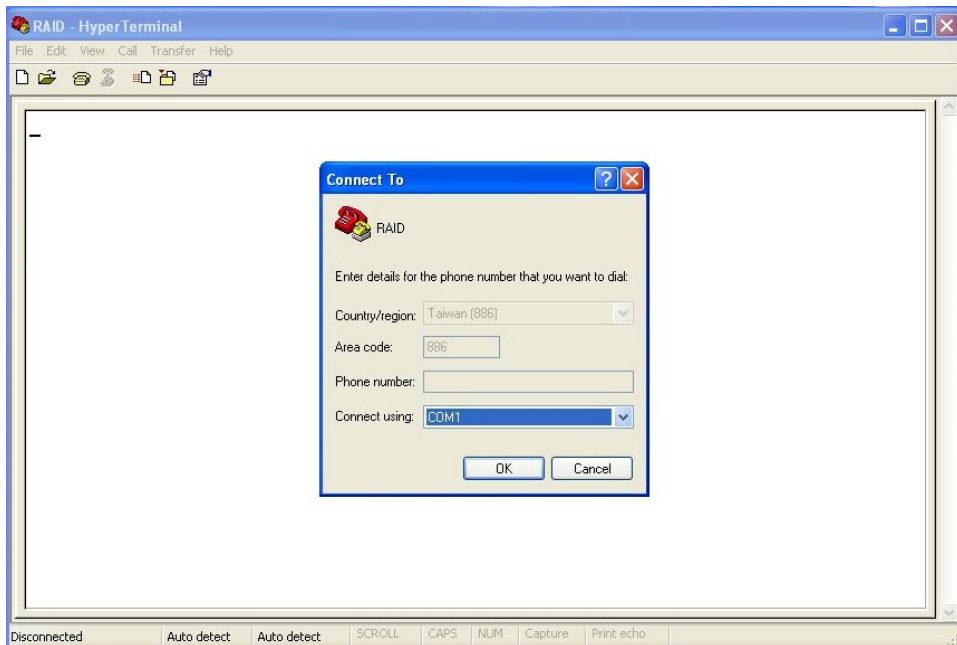 RAID - HyperTerminal
File Edit View Call Transfer Help
Connect To
RAID
Enter details for the phone number that you want to dial:
Country/region: Taiwan (886)
Area code: 886
Phone number:
Connect using: COM1
OK Cancel
Disconnected Auto detect Auto detect SCROLL CAPS NUM Capture Print echo